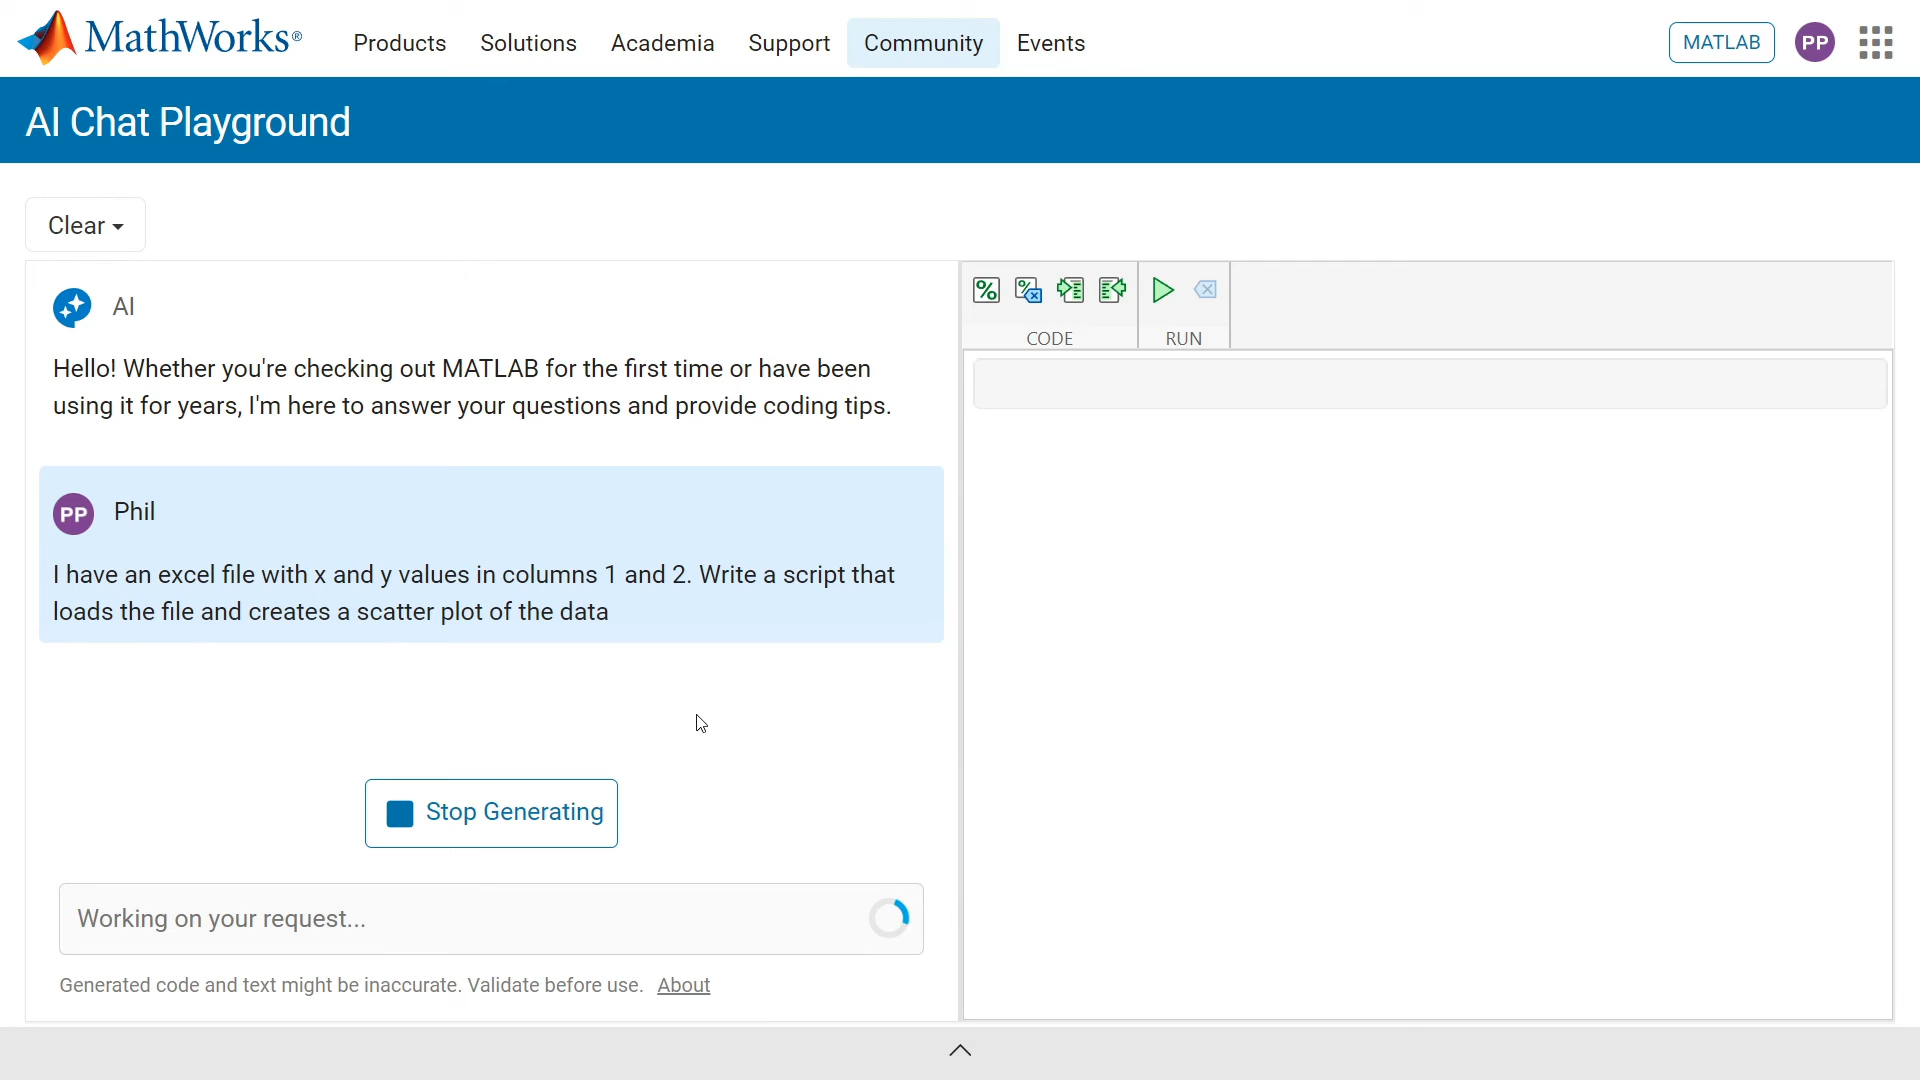 MathWorks®
Products Solutions Academia Support Community Events
MATLAB PP
AI Chat Playground
Clear
AI
Hello! Whether you're checking out MATLAB for the first time or have been
using it for years, I'm here to answer your questions and provide coding tips.
PP Phil
I have an excel file with x and y values in columns 1 and 2. Write a script that
loads the file and creates a scatter plot of the data
Stop Generating
Working on your request...
Generated code and text might be inaccurate. Validate before use. About
% %
CODE RUN